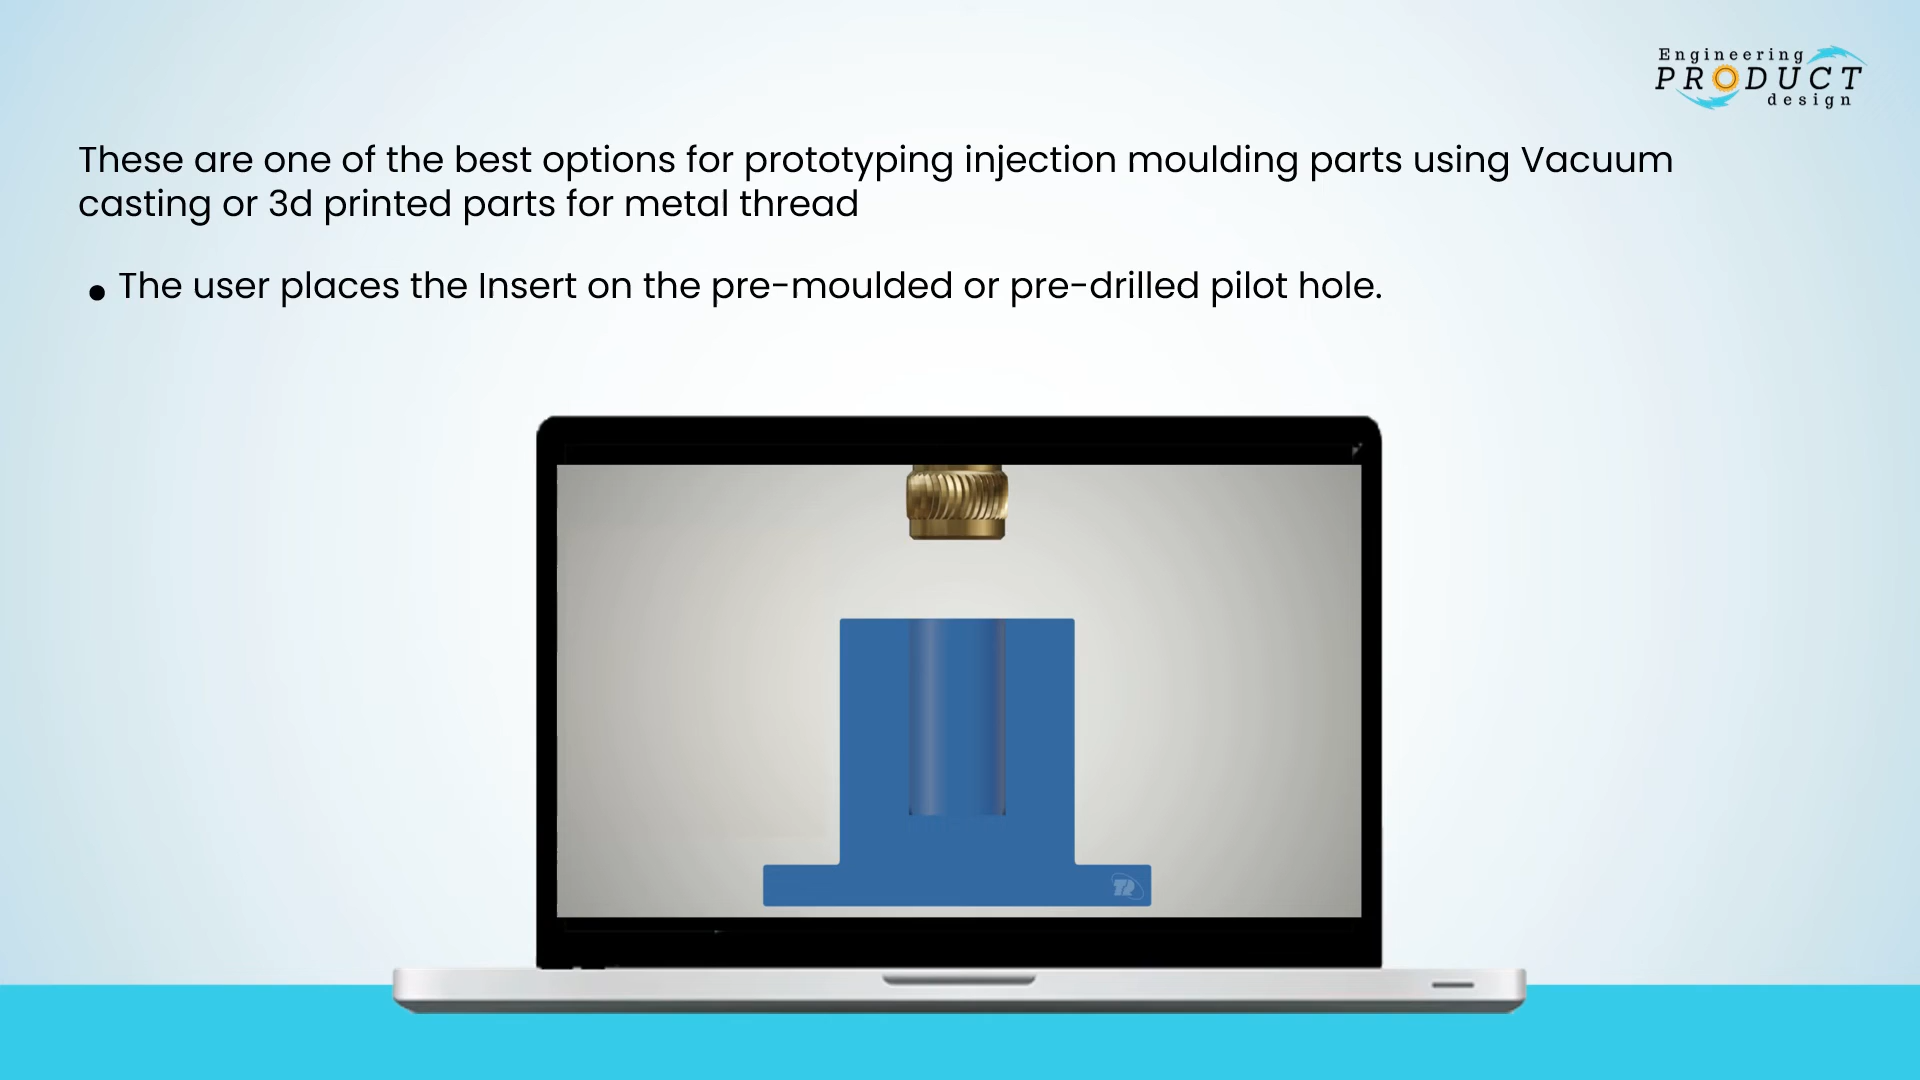 Engineering
PRODUCT
design
These are one of the best options for prototyping injection moulding parts using Vacuum
casting or 3d printed parts for metal thread
• The user places the Insert on the pre-moulded or pre-drilled pilot hole.
TR